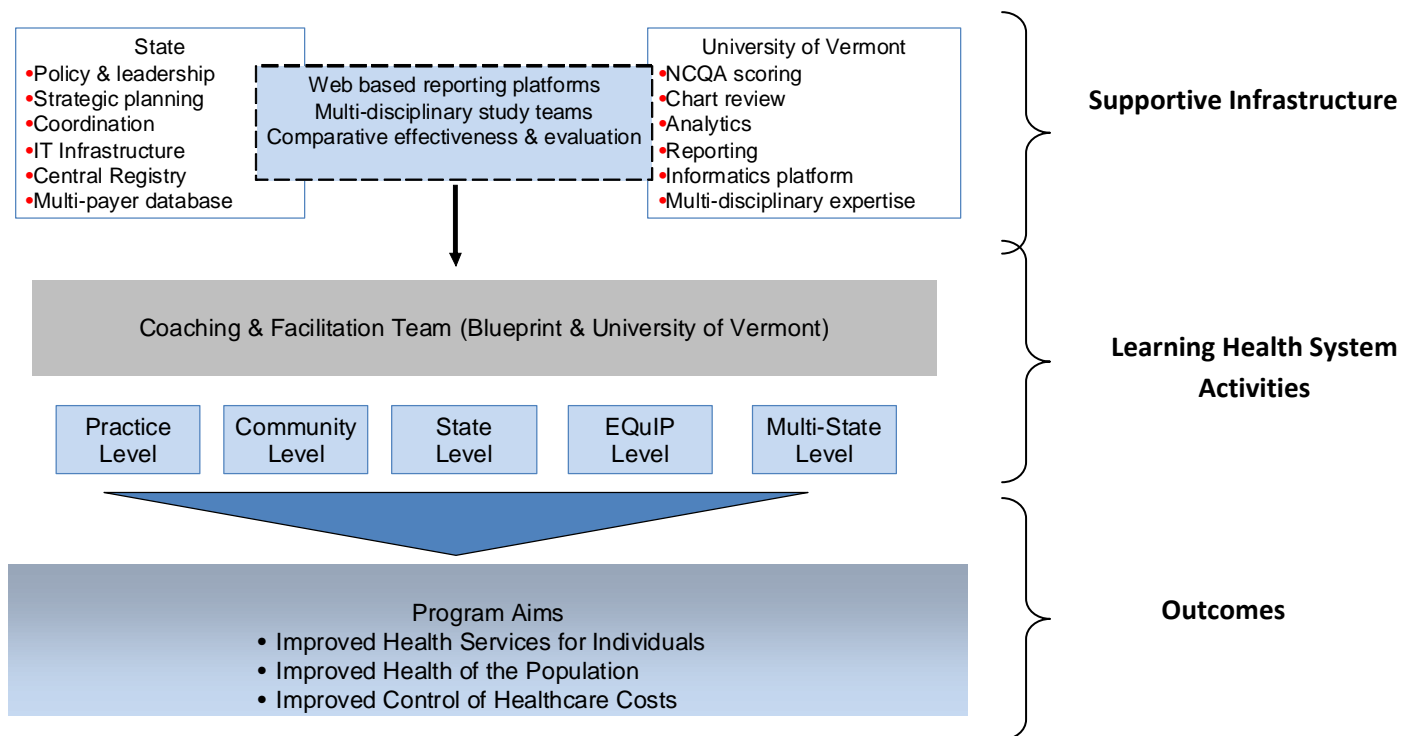 State
•Policy & leadership
•Strategic planning
•Coordination
•IT Infrastructure
•Central Registry
•Multi-payer database
Web based reporting platforms
Multi-disciplinary study teams
Comparative effectiveness & evaluation
University of Vermont
•NCQA scoring
•Chart review
•Analytics
•Reporting
•Informatics platform
•Multi-disciplinary expertise
Supportive Infrastructure
Coaching & Facilitation Team (Blueprint & University of Vermont)
Practice
Level
Community
Level
State
Level
EQuIP
Level
Multi-State
Level
Learning Health System
Activities
Program Aims
• Improved Health Services for Individuals
• Improved Health of the Population
• Improved Control of Healthcare Costs
Outcomes